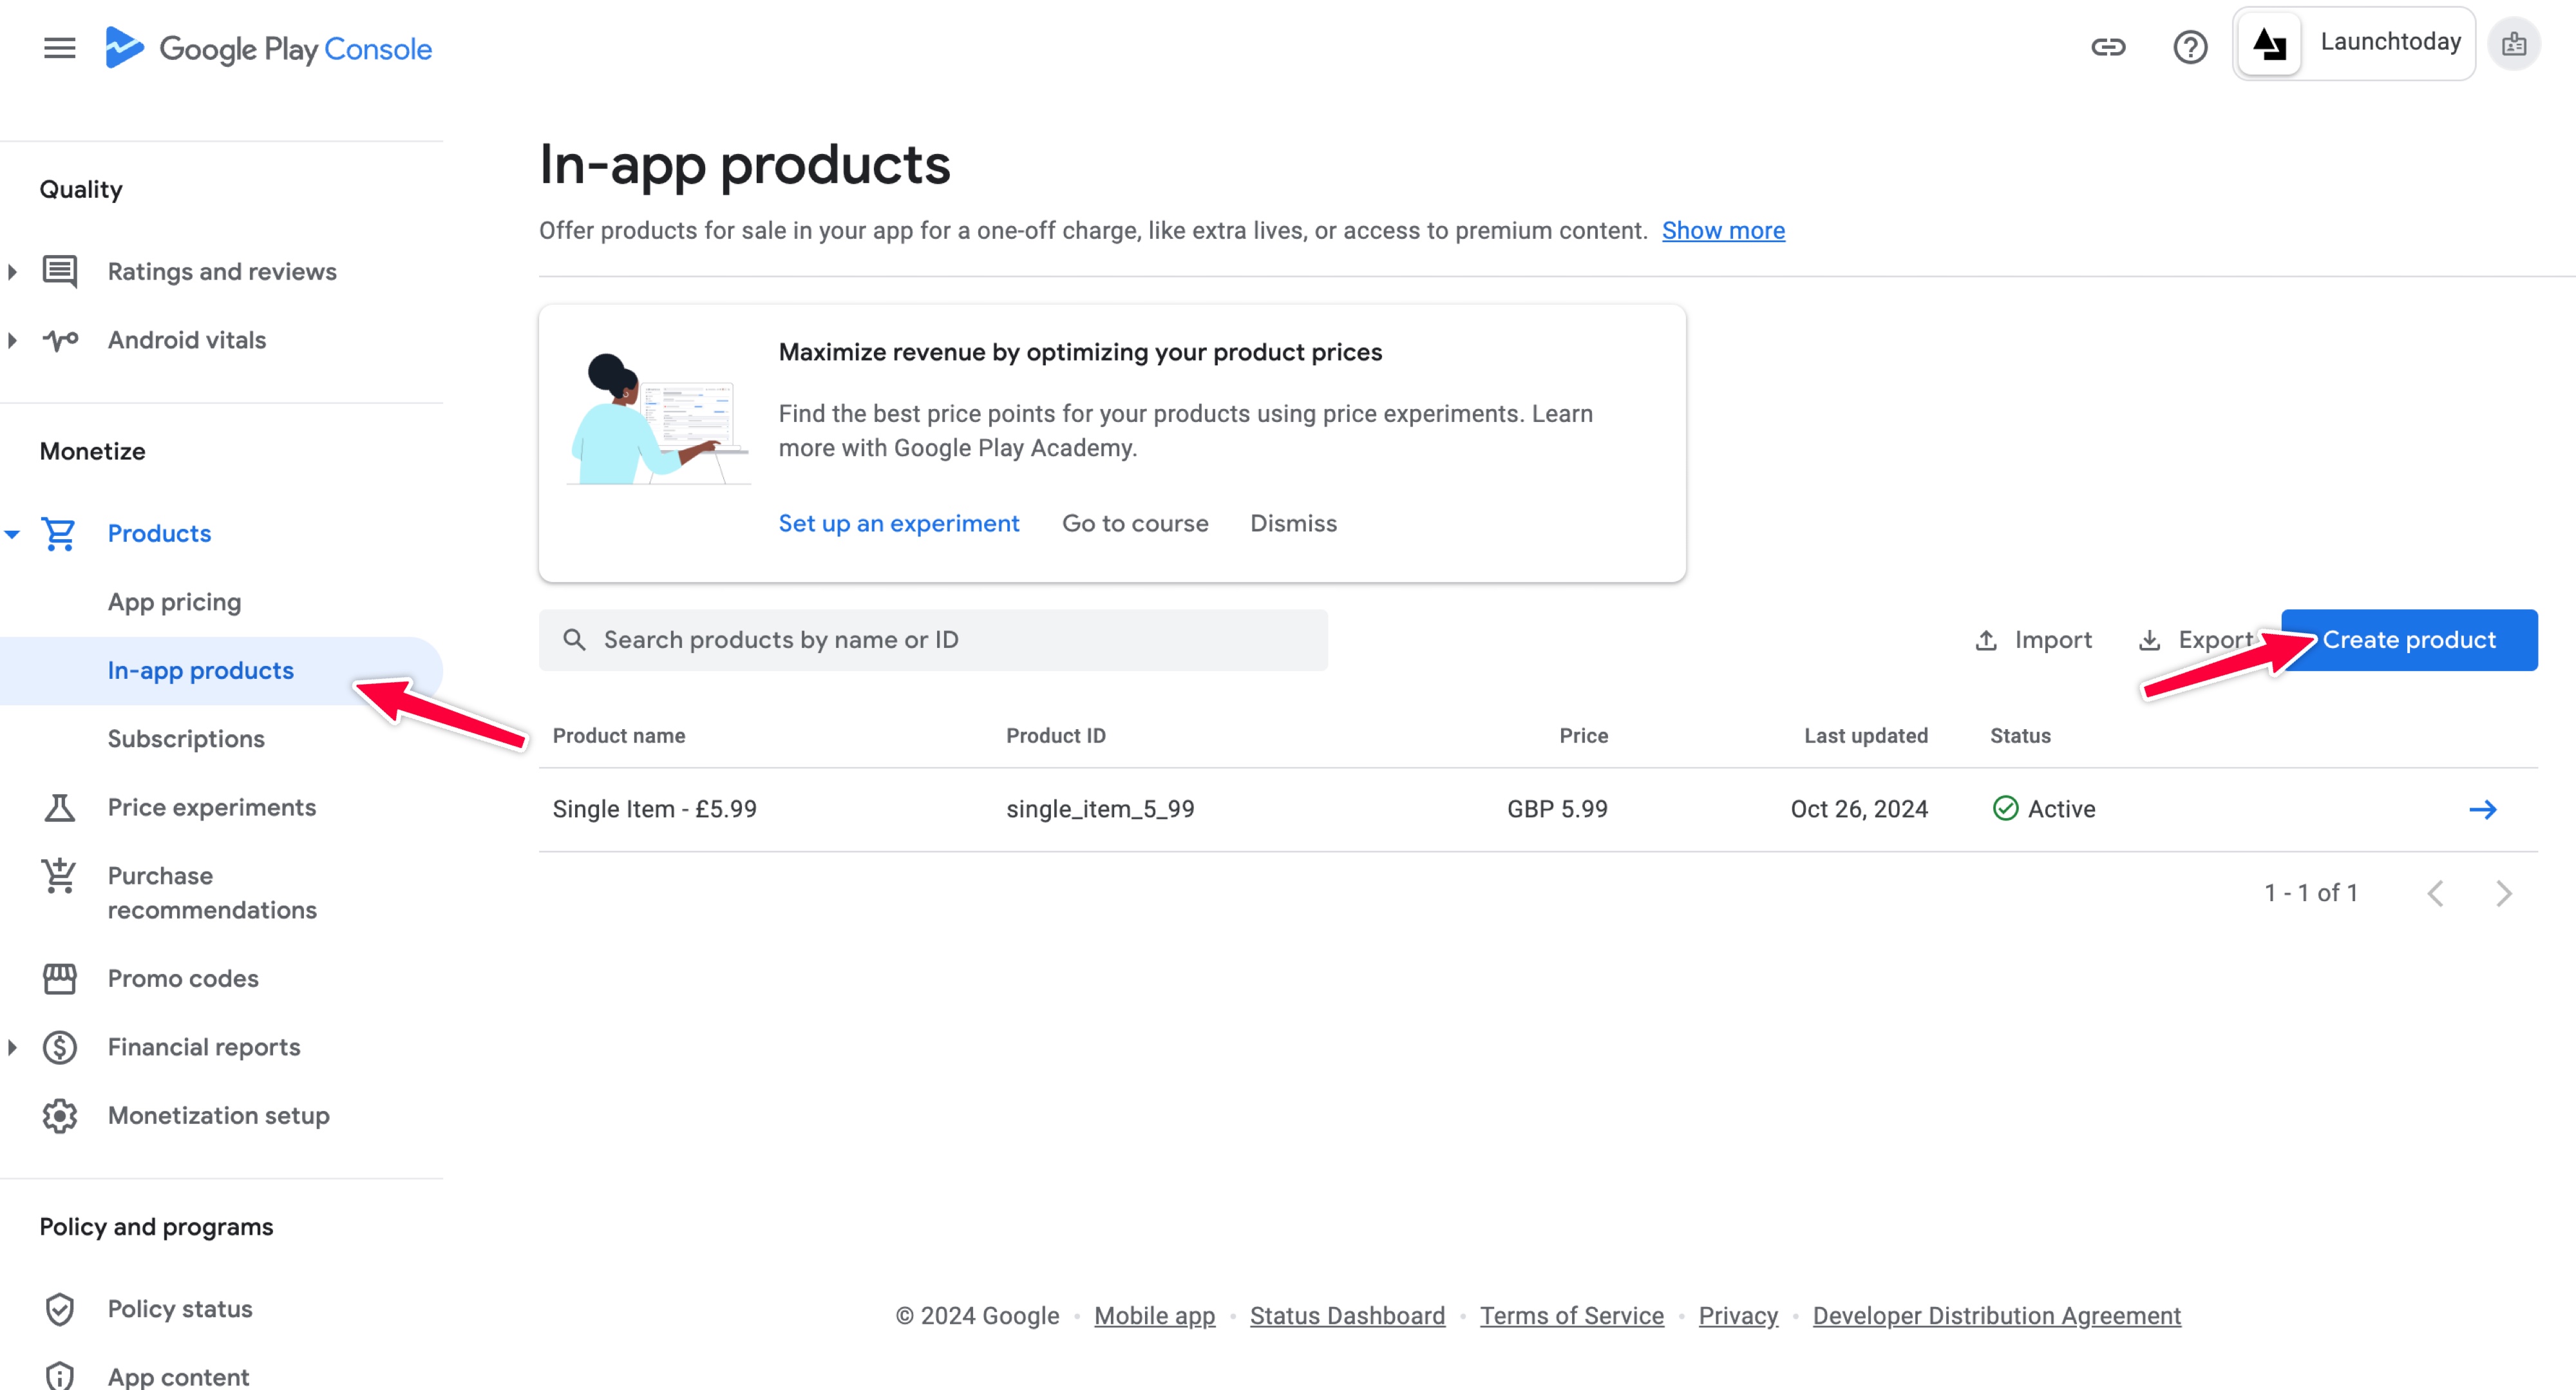 Google Play Console
Launchtoday
Quality
Ratings and reviews
Android vitals
Monetize
Products
App pricing
In-app products
Subscriptions
Price experiments
Purchase
recommendations
Promo codes
Financial reports
Monetization setup
Policy and programs
Policy status
App content
In-app products
Offer products for sale in your app for a one-off charge, like extra lives, or access to premium content. Show more
Maximize revenue by optimizing your product prices
Find the best price points for your products using price experiments. Learn
more with Google Play Academy.
Set up an experiment Go to course Dismiss
Search products by name or ID
Import Export Create product
Product name Product ID Price Last updated Status
Single Item - £5.99 single_item_5_99 GBP 5.99 Oct 26, 2024 Active
1 - 1 of 1
© 2024 Google • Mobile app • Status Dashboard • Terms of Service • Privacy • Developer Distribution Agreement